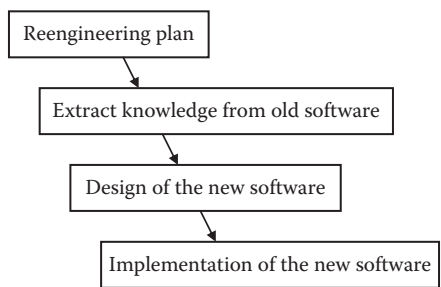 Reengineering plan
Extract knowledge from old software
Design of the new software
Implementation of the new software